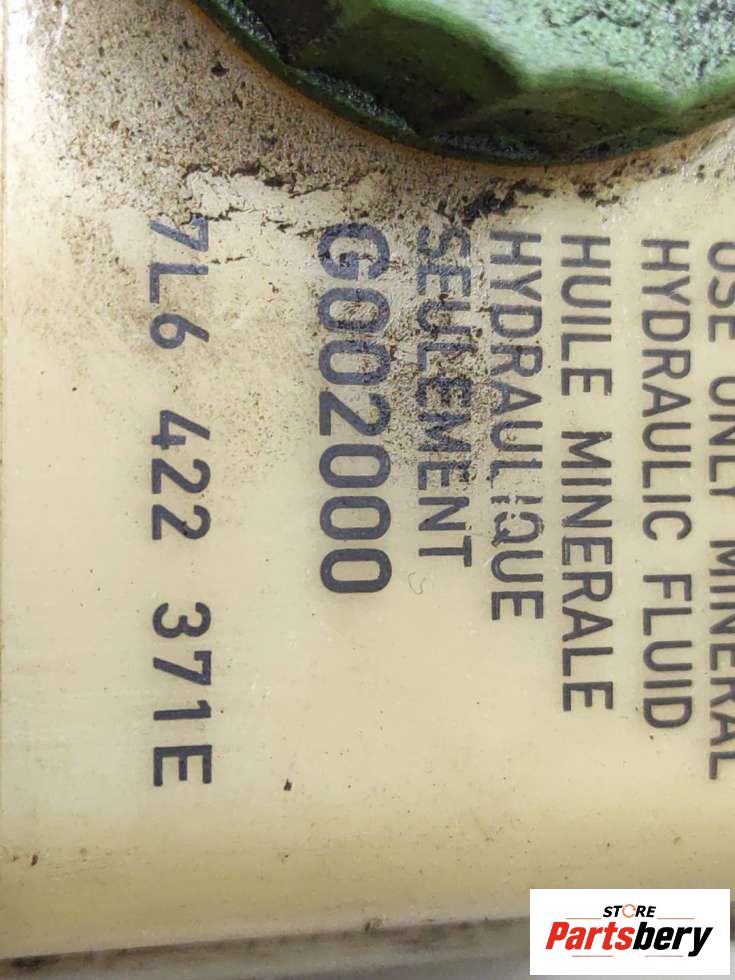 USE ONLY MINERAL
HYDRAULIC FLUID
HUILE MINERALE
HYDRAULIQUE
SEULEMENT
G002000
7L6 422 371E
STORE
Partsbery